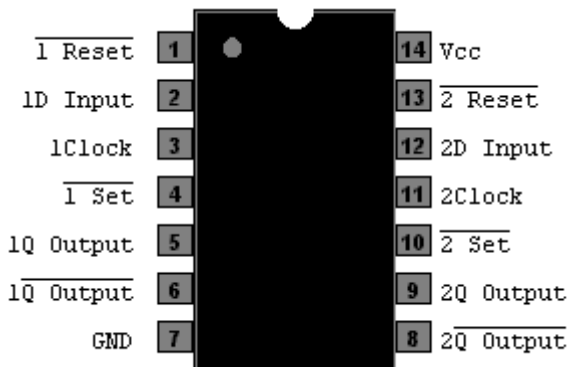 1 Reset 1 14 Vcc
1D Input 2 13 2 Reset
1Clock 3 12 2D Input
1 Set 4 11 2Clock
1Q Output 5 10 2 Set
1Q Output 6 9 2Q Output
GND 7 8 2Q Output